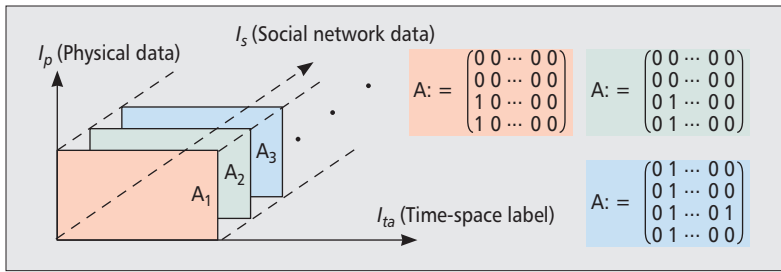 I_p (Physical data)
I_s (Social network data)
A_1
A_2
A_3
I_ta (Time-space label)
A: = (0 0 ··· 0 0
0 0 ··· 0 0
1 0 ··· 0 0
1 0 ··· 0 0)
A: = (0 0 ··· 0 0
0 0 ··· 0 0
0 1 ··· 0 0
0 1 ··· 0 0)
A: = (0 1 ··· 0 0
0 1 ··· 0 0
0 1 ··· 0 1
0 1 ··· 0 0)